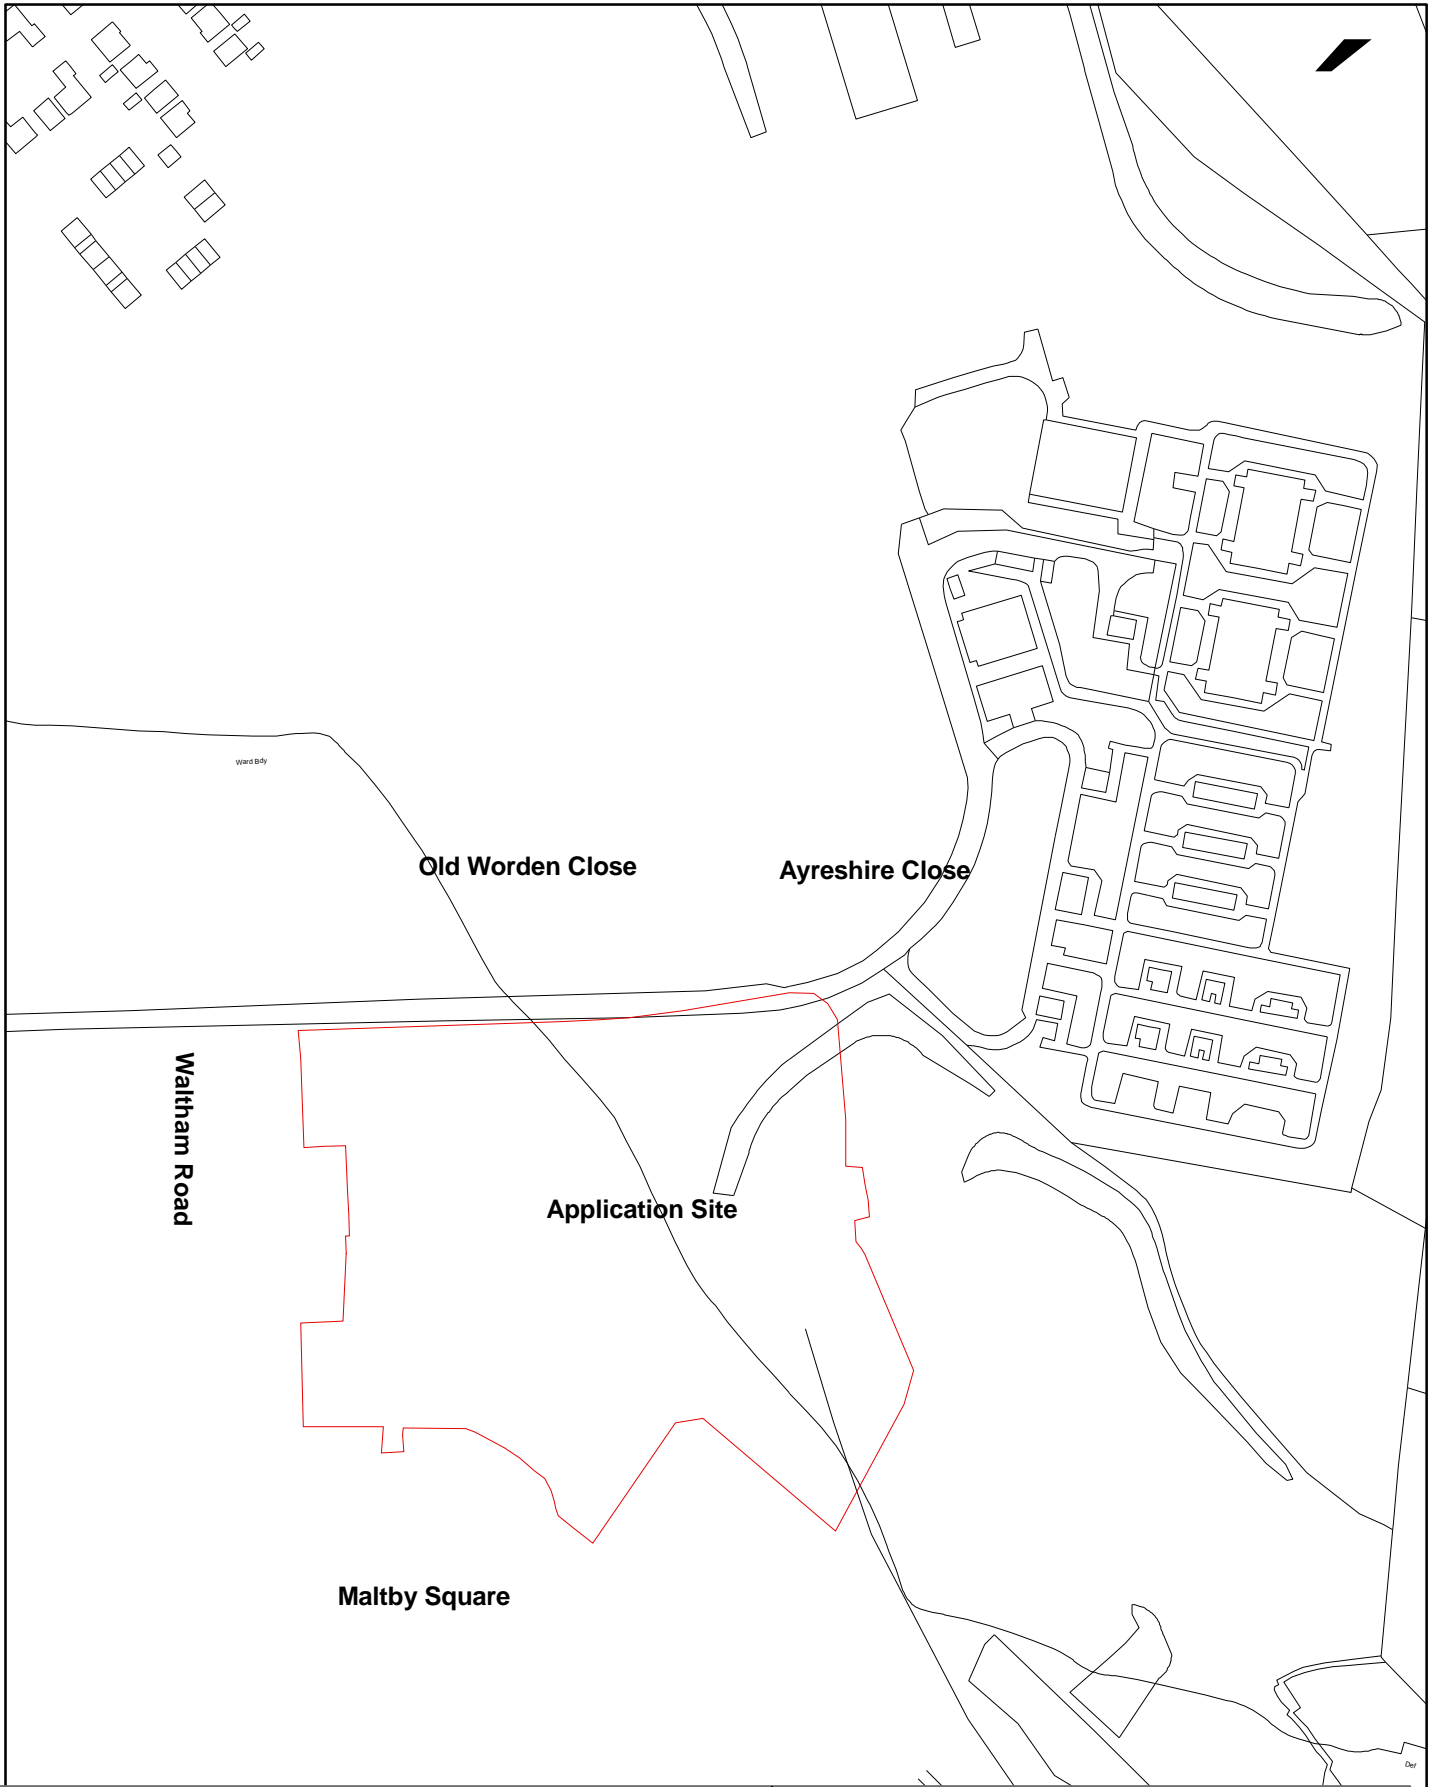 Ward Bdy
Old Worden Close
Ayreshire Close
Waltham Road
Application Site
Maltby Square
Def